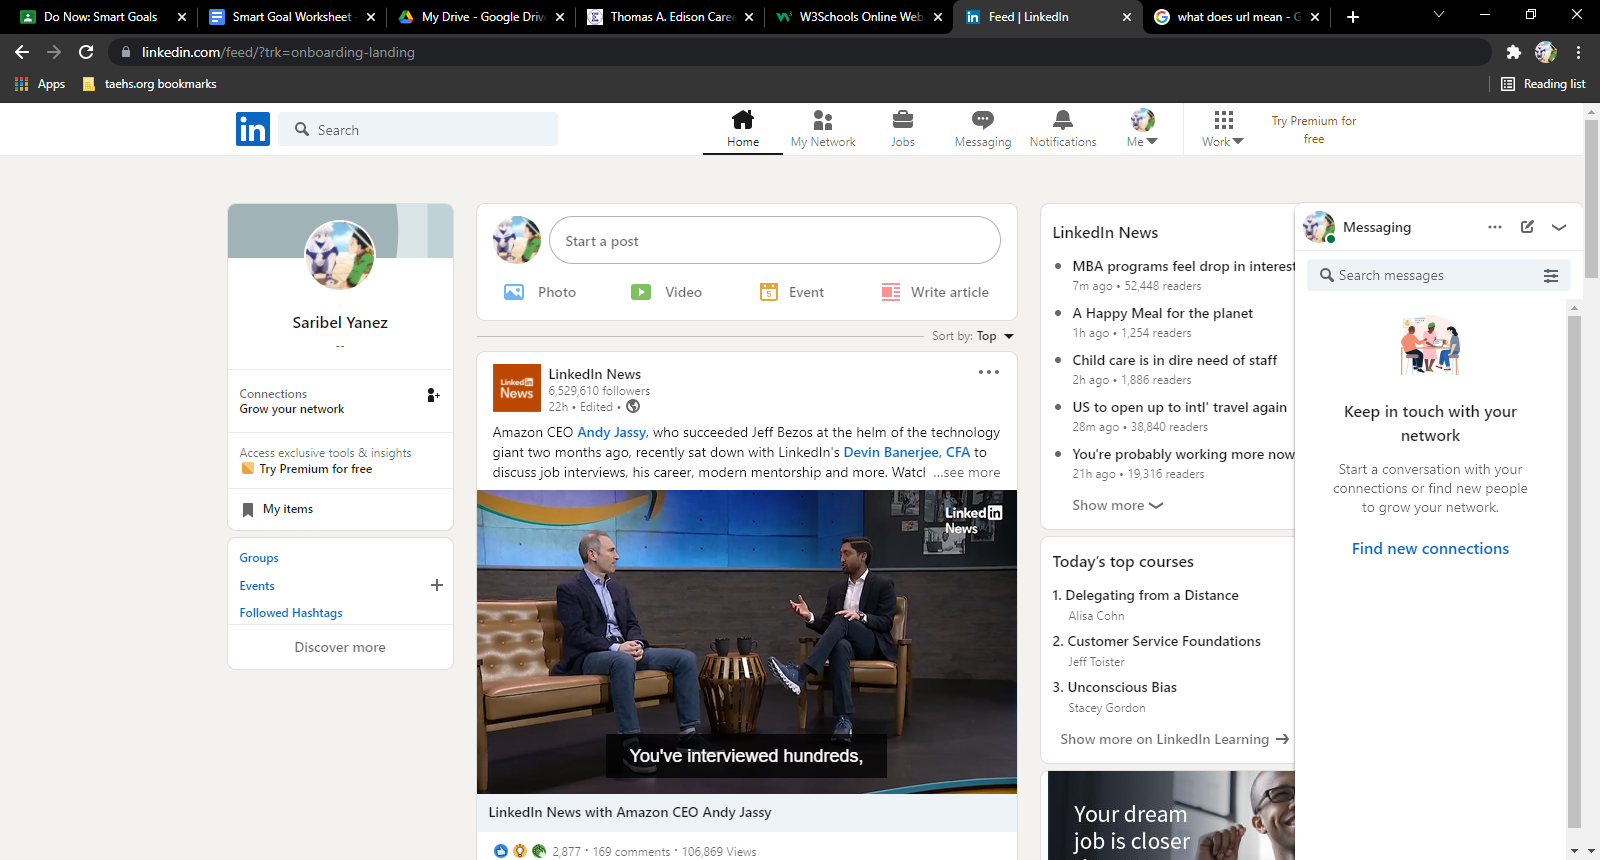 Do Now: Smart Goals
Smart Goal Worksheet -
My Drive - Google Driv
Thomas A. Edison Care
W3Schools Online Web
Feed | LinkedIn
what does url mean - G
linkedin.com/feed/?trk=onboarding-landing
Apps
taehs.org bookmarks
Reading list
in
Search
Home
My Network
Jobs
Messaging
Notifications
Me
Work
Try Premium for
free
Saribel Yanez
--
Connections
Grow your network
Access exclusive tools & insights
Try Premium for free
My items
Groups
Events
Followed Hashtags
Discover more
Start a post
Photo
Video
Event
Write article
Sort by: Top
LinkedIn News
LinkedIn News
6,529,610 followers
22h • Edited •
Amazon CEO Andy Jassy, who succeeded Jeff Bezos at the helm of the technology
giant two months ago, recently sat down with LinkedIn's Devin Banerjee, CFA to
discuss job interviews, his career, modern mentorship and more. Watch ...see more
LinkedIn
News
You've interviewed hundreds,
LinkedIn News with Amazon CEO Andy Jassy
2,877 · 169 comments · 106,869 Views
LinkedIn News
MBA programs feel drop in interest
7m ago • 52,448 readers
A Happy Meal for the planet
1h ago • 1,254 readers
Child care is in dire need of staff
2h ago • 1,886 readers
US to open up to intl' travel again
28m ago • 38,840 readers
You're probably working more now
21h ago • 19,316 readers
Show more
Today's top courses
1. Delegating from a Distance
Alisa Cohn
2. Customer Service Foundations
Jeff Toister
3. Unconscious Bias
Stacey Gordon
Show more on LinkedIn Learning →
Your dream
job is closer
Messaging
Search messages
Keep in touch with your
network
Start a conversation with your
connections or find new people
to grow your network.
Find new connections